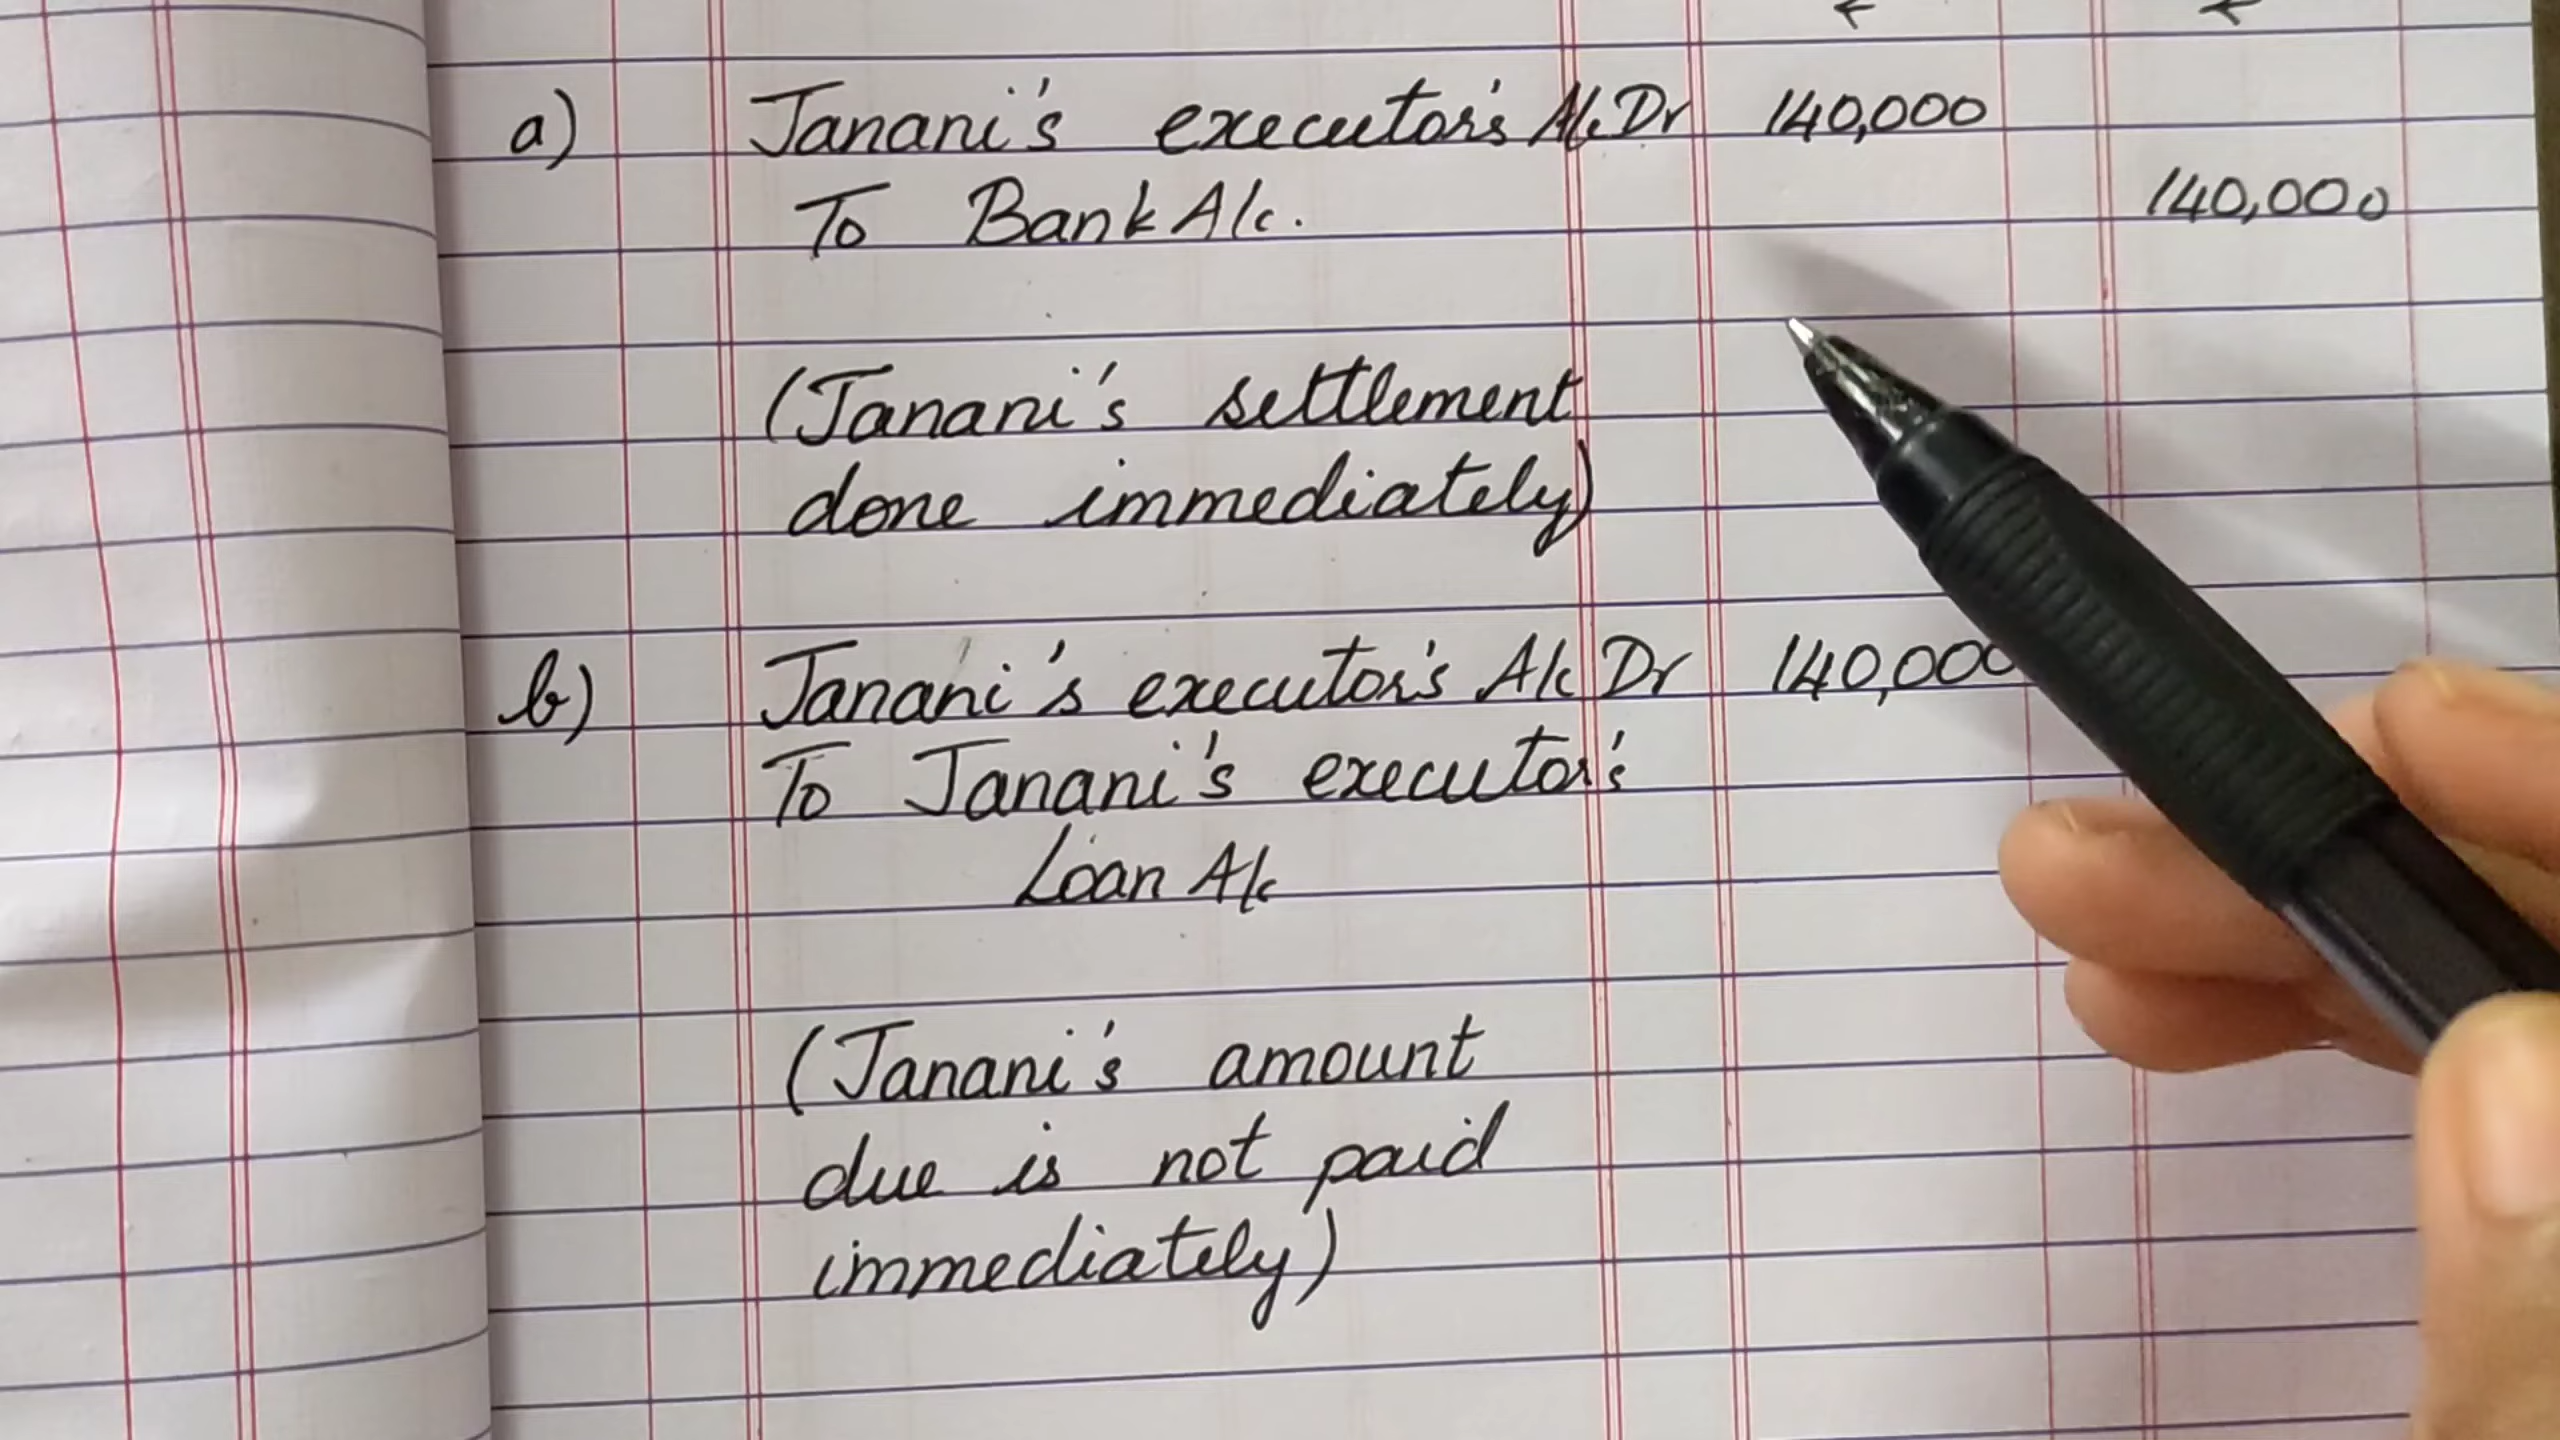 a) Janani's executor's A/c Dr 140,000
To Bank A/c. 140,000
(Janani's settlement
done immediately)
b) Janani's executor's A/c Dr 140,000
To Janani's executor's
Loan A/c
(Janani's amount
due is not paid
immediately)